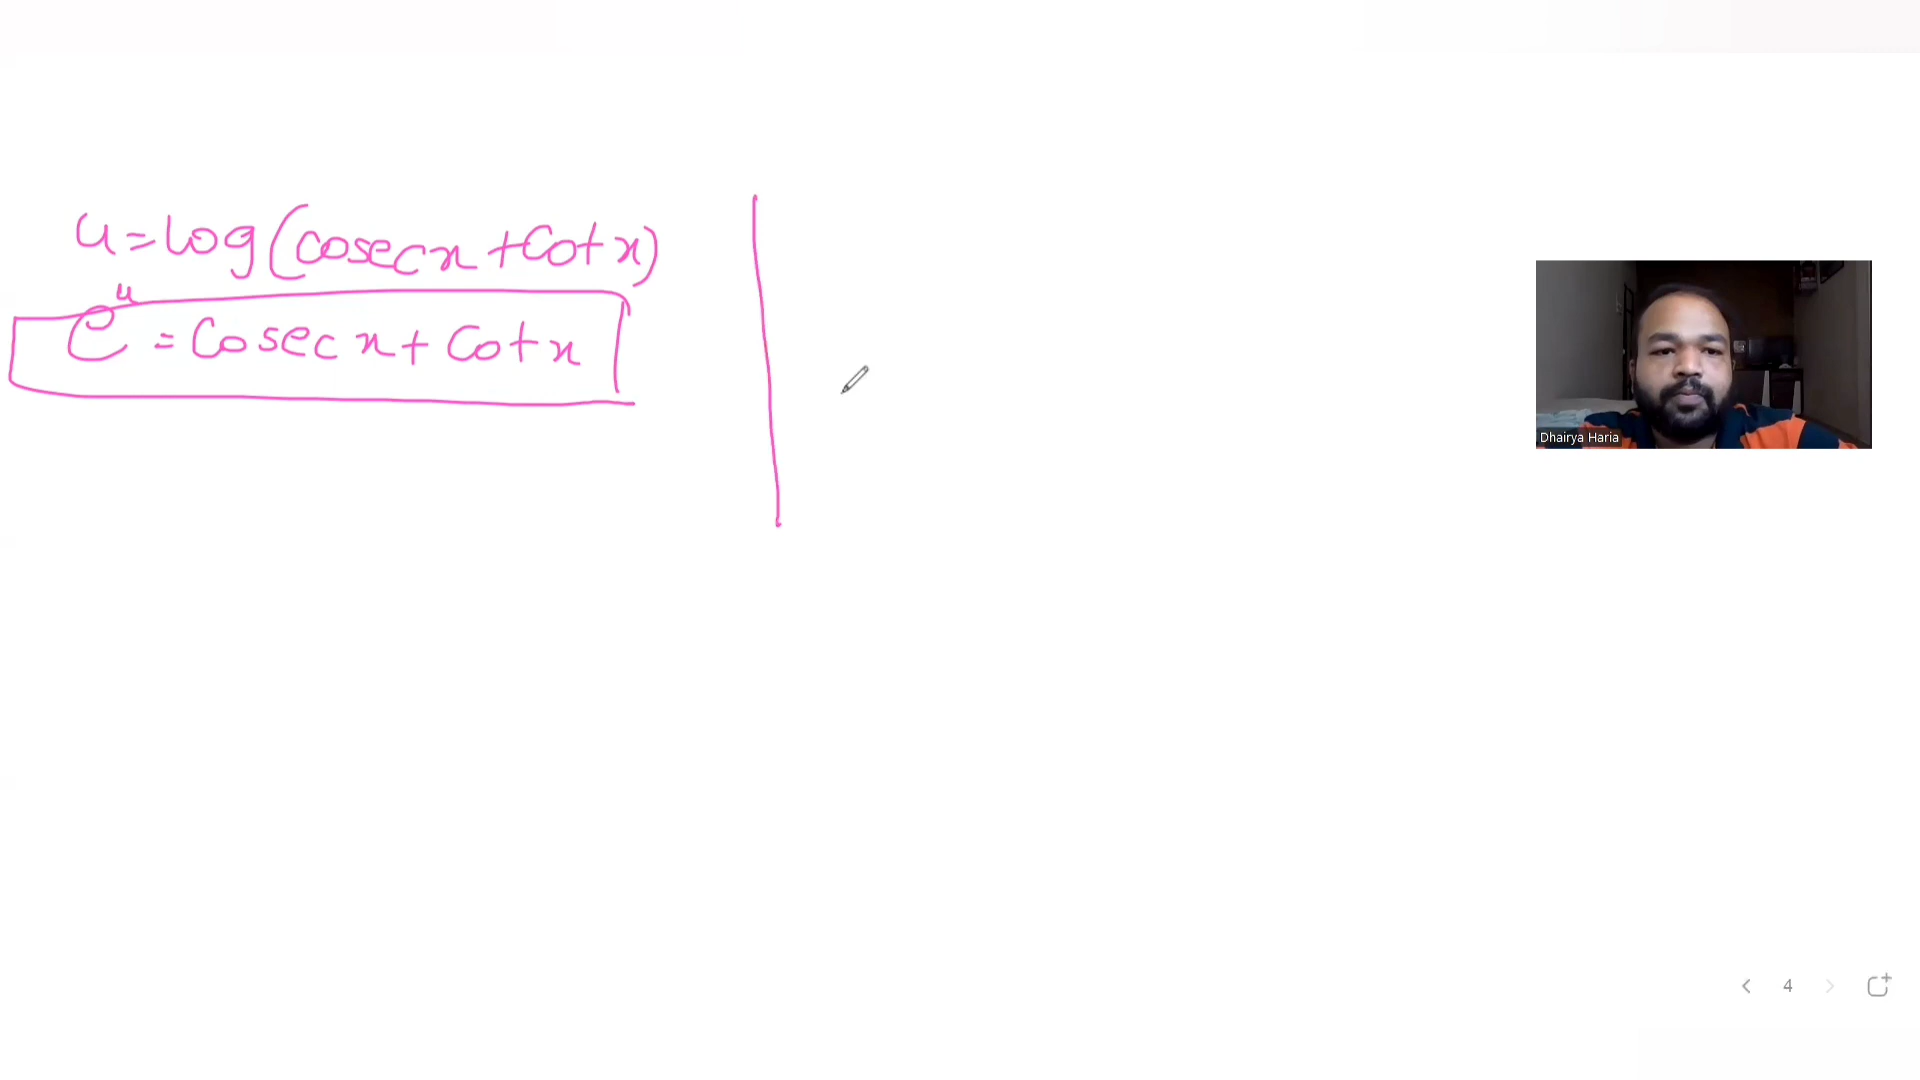 u = log(cosec x + cot x)
e^u = cosec x + cot x
Dhairya Haria
4